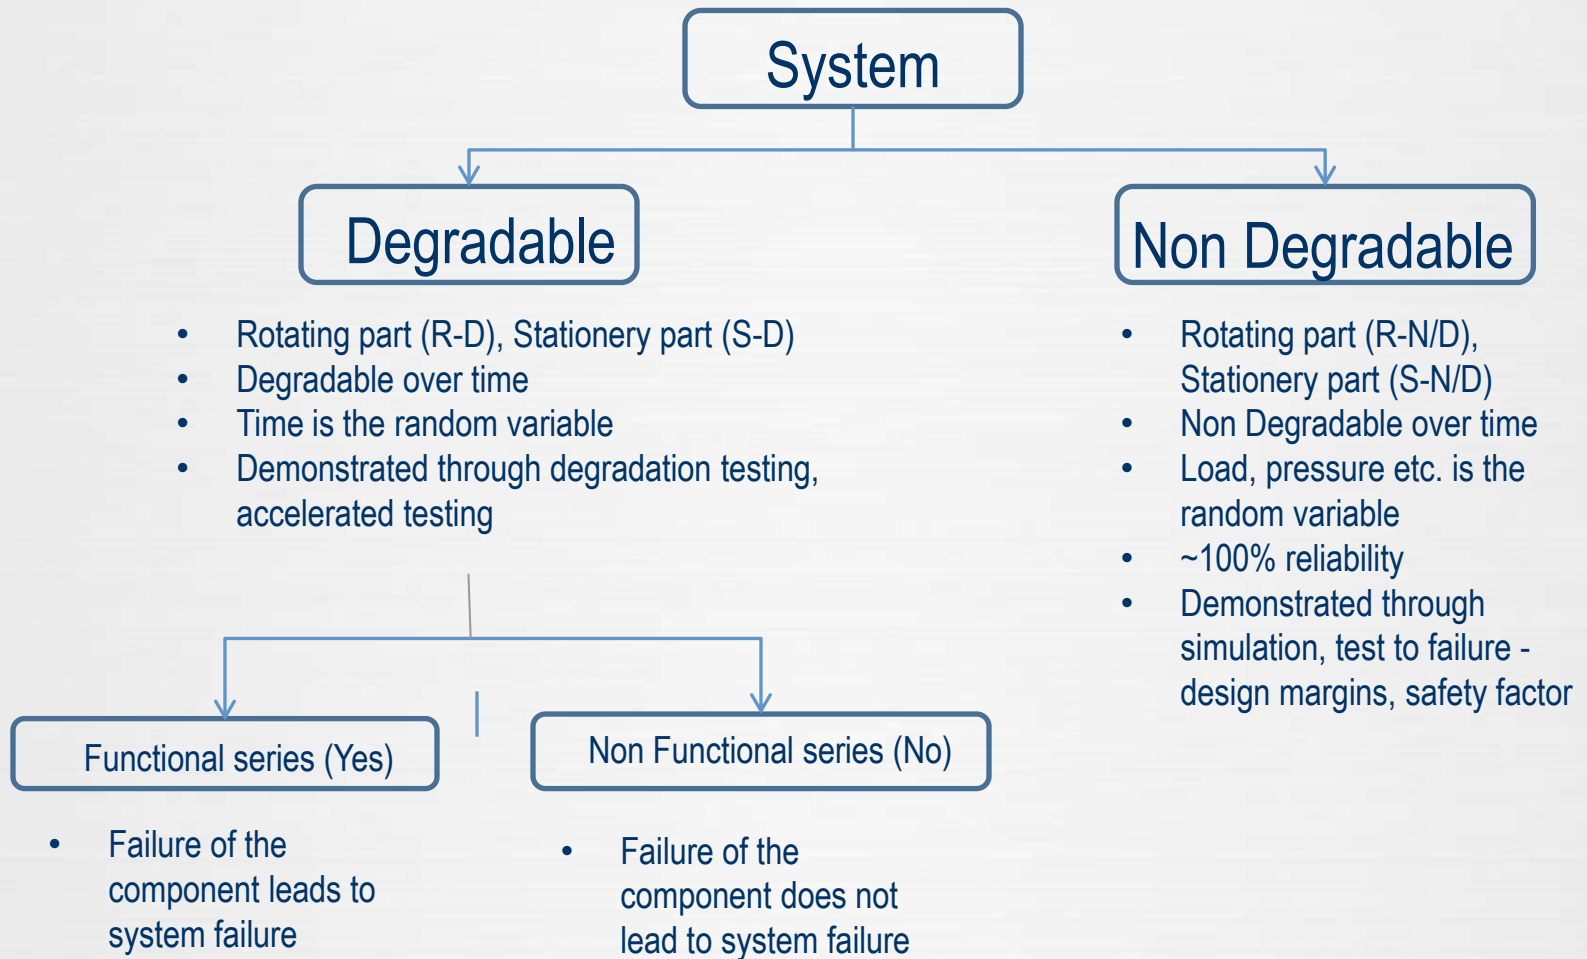 System
Degradable
• Rotating part (R-D), Stationery part (S-D)
• Degradable over time
• Time is the random variable
• Demonstrated through degradation testing,
accelerated testing
Non Degradable
• Rotating part (R-N/D),
Stationery part (S-N/D)
• Non Degradable over time
• Load, pressure etc. is the
random variable
• ~100% reliability
• Demonstrated through
simulation, test to failure -
design margins, safety factor
Functional series (Yes)
• Failure of the
component leads to
system failure
Non Functional series (No)
• Failure of the
component does not
lead to system failure